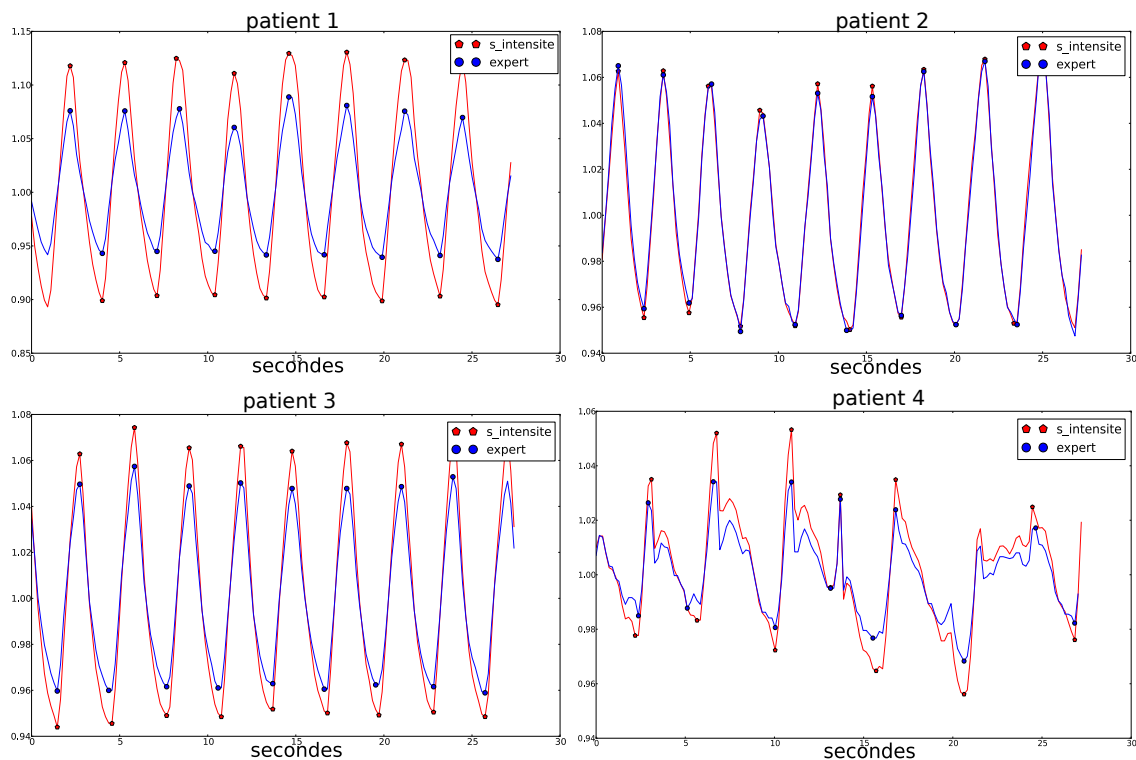 patient 1
1.15
1.10
1.05
1.00
0.95
0.90
0.85
0 5 10 15 20 25 30
secondes
s_intensite
expert
patient 2
1.08
1.06
1.04
1.02
1.00
0.98
0.96
0.94
0 5 10 15 20 25 30
secondes
s_intensite
expert
patient 3
1.08
1.06
1.04
1.02
1.00
0.98
0.96
0.94
0 5 10 15 20 25 30
secondes
s_intensite
expert
patient 4
1.06
1.04
1.02
1.00
0.98
0.96
0.94
0 5 10 15 20 25 30
secondes
s_intensite
expert